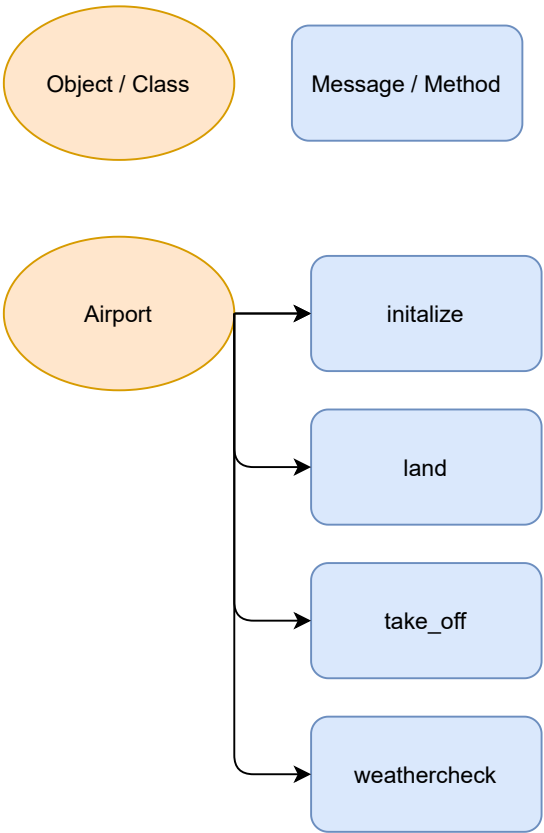 Object / Class
Message / Method
Airport
initalize
land
take_off
weathercheck